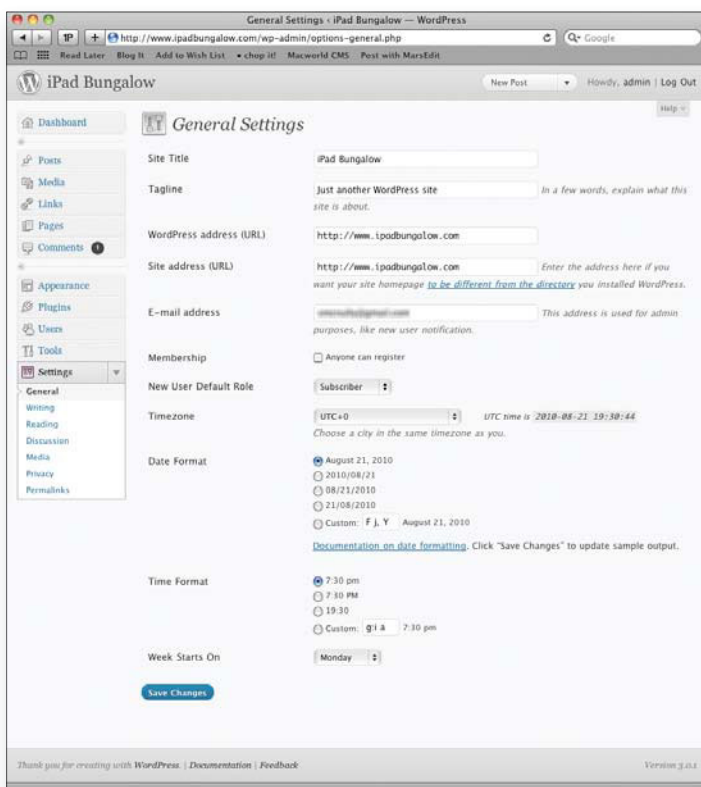 General Settings ‹ iPad Bungalow — WordPress
1P + http://www.ipadbungalow.com/wp-admin/options-general.php Q Google
Read Later Blog It Add to Wish List • chop it! Macworld CMS Post with MarsEdit
iPad Bungalow New Post Howdy, admin | Log Out
Help
Dashboard
Posts
Media
Links
Pages
Comments 1
Appearance
Plugins
Users
Tools
Settings
General
Writing
Reading
Discussion
Media
Privacy
Permalinks
General Settings
Site Title iPad Bungalow
Tagline Just another WordPress site In a few words, explain what this
site is about.
WordPress address (URL) http://www.ipadbungalow.com
Site address (URL) http://www.ipadbungalow.com Enter the address here if you
want your site homepage to be different from the directory you installed WordPress.
E-mail address This address is used for admin
purposes, like new user notification.
Membership Anyone can register
New User Default Role Subscriber
Timezone UTC+0 UTC time is 2010-08-21 19:30:44
Choose a city in the same timezone as you.
Date Format August 21, 2010
2010/08/21
08/21/2010
21/08/2010
Custom: F j, Y August 21, 2010
Documentation on date formatting. Click "Save Changes" to update sample output.
Time Format 7:30 pm
7:30 PM
19:30
Custom: g:i a 7:30 pm
Week Starts On Monday
Save Changes
Thank you for creating with WordPress. | Documentation | Feedback Version 3.0.1